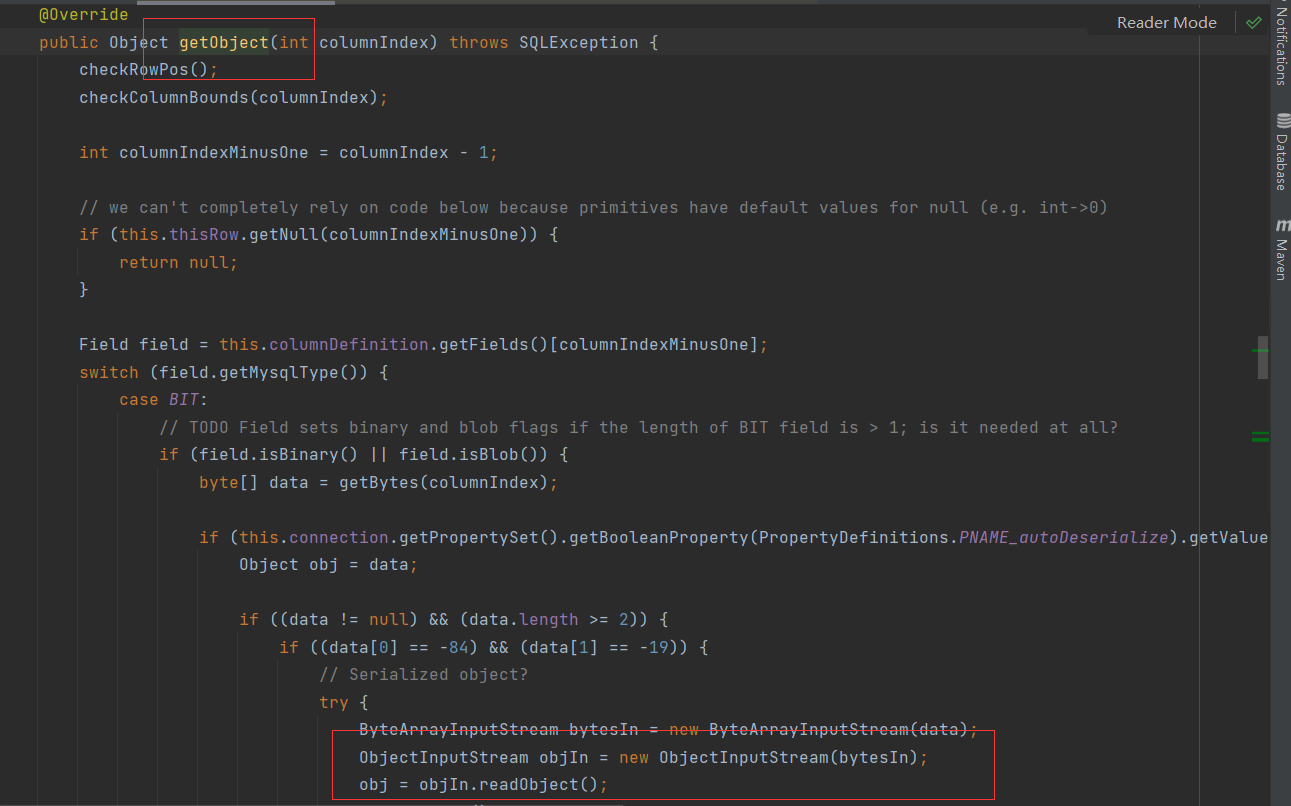 @Override
public Object getObject(int columnIndex) throws SQLException {
checkRowPos();
checkColumnBounds(columnIndex);
int columnIndexMinusOne = columnIndex - 1;
// we can't completely rely on code below because primitives have default values for null (e.g. int->0)
if (this.thisRow.getNull(columnIndexMinusOne)) {
return null;
}
Field field = this.columnDefinition.getFields()[columnIndexMinusOne];
switch (field.getMysqlType()) {
case BIT:
// TODO Field sets binary and blob flags if the length of BIT field is > 1; is it needed at all?
if (field.isBinary() || field.isBlob()) {
byte[] data = getBytes(columnIndex);
if (this.connection.getPropertySet().getBooleanProperty(PropertyDefinitions.PNAME_autoDeserialize).getValue
Object obj = data;
if ((data != null) && (data.length >= 2)) {
if ((data[0] == -84) && (data[1] == -19)) {
// Serialized object?
try {
ByteArrayInputStream bytesIn = new ByteArrayInputStream(data);
ObjectInputStream objIn = new ObjectInputStream(bytesIn);
obj = objIn.readObject();
Reader Mode
Notifications
Database
m
Maven